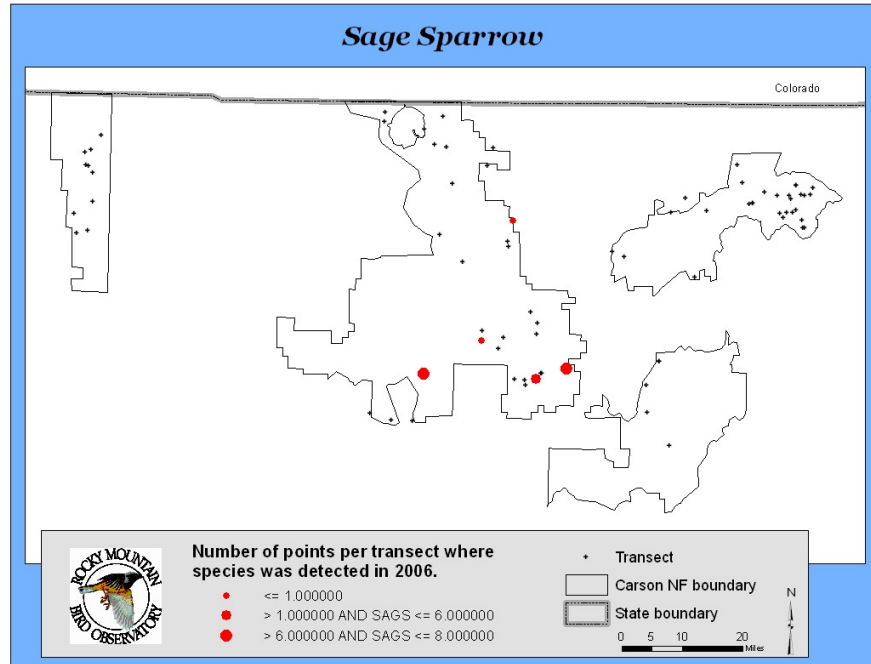 Sage Sparrow
Colorado
ROCKY MOUNTAIN
BIRD OBSERVATORY
Number of points per transect where
species was detected in 2006.
<= 1.000000
> 1.000000 AND SAGS <= 6.000000
> 6.000000 AND SAGS <= 8.000000
Transect
Carson NF boundary
State boundary
N
0 5 10 20
Miles